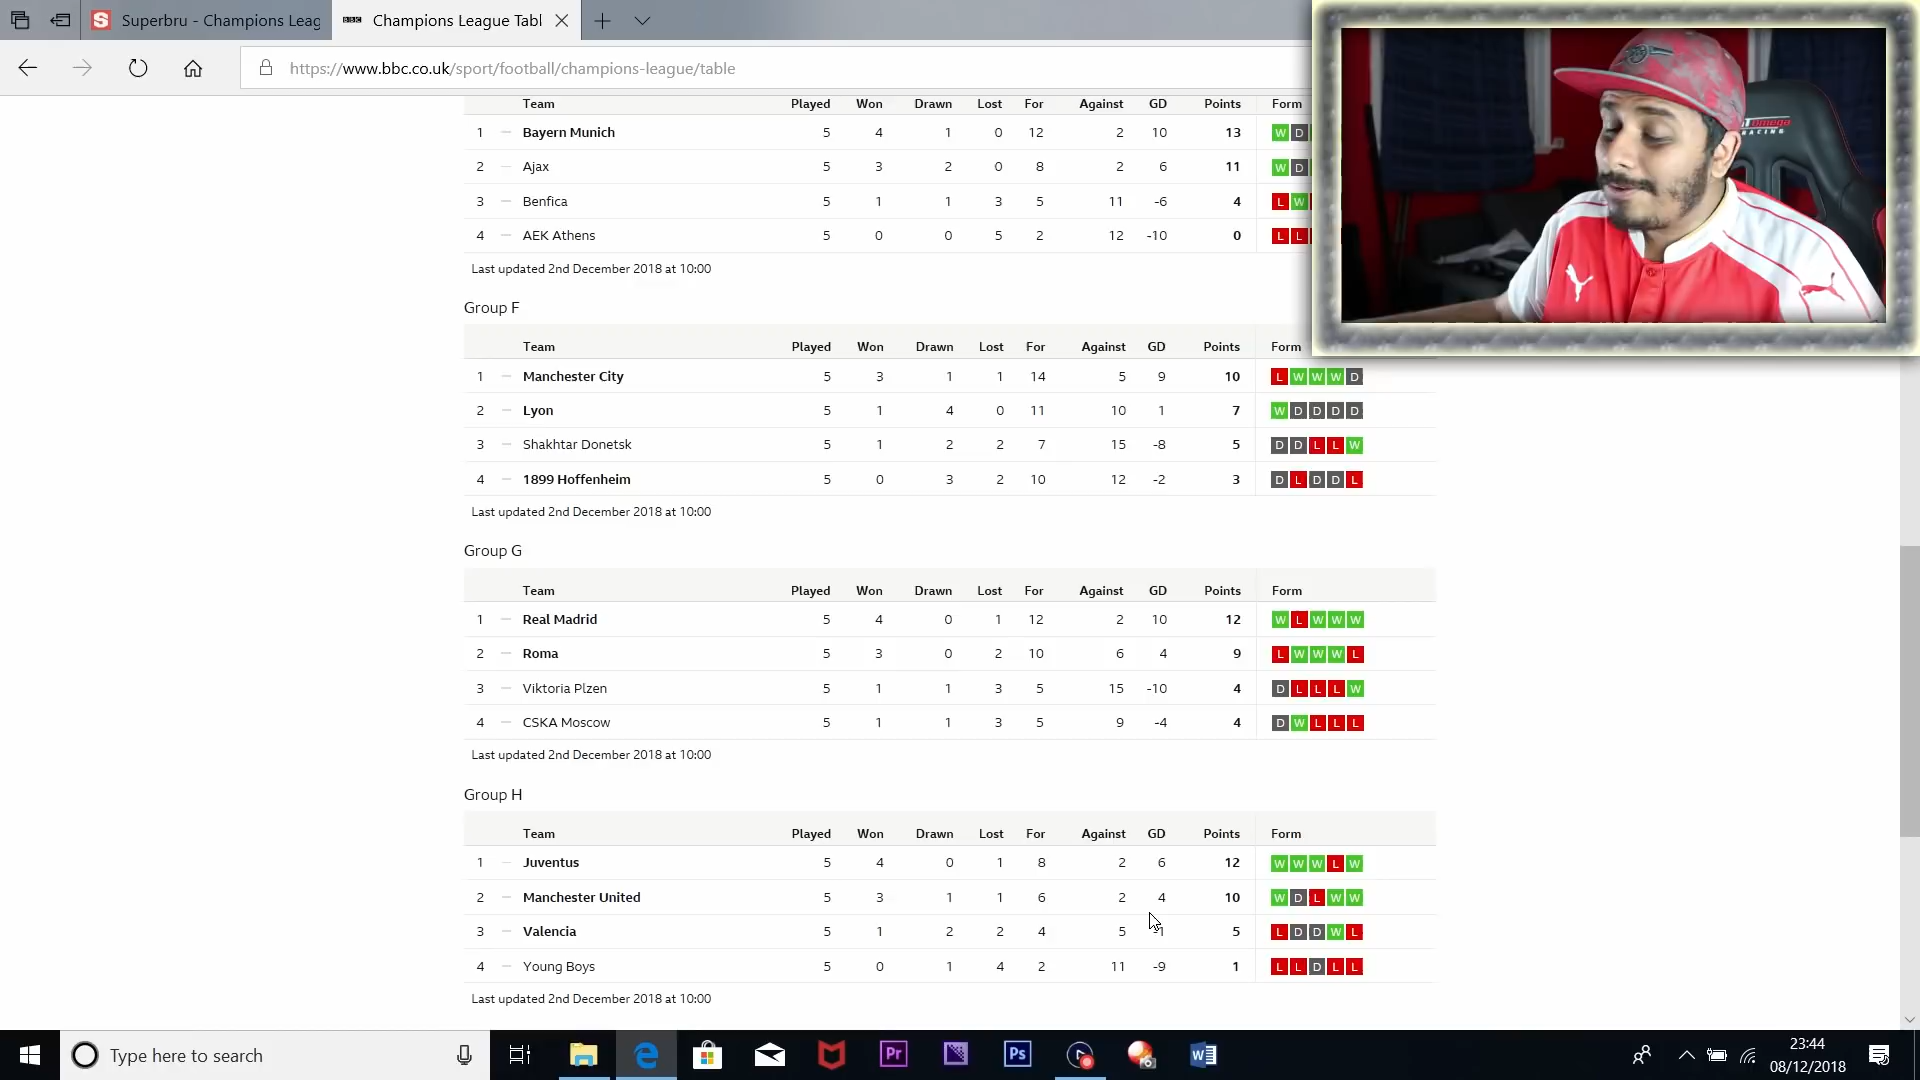 Superbru - Champions Leag
BBC Champions League Tabl
https://www.bbc.co.uk/sport/football/champions-league/table
Team Played Won Drawn Lost For Against GD Points Form
1 Bayern Munich 5 4 1 0 12 2 10 13 W D
2 Ajax 5 3 2 0 8 2 6 11 W D
3 Benfica 5 1 1 3 5 11 -6 4 L W
4 AEK Athens 5 0 0 5 2 12 -10 0 L L
Last updated 2nd December 2018 at 10:00
Group F
Team Played Won Drawn Lost For Against GD Points Form
1 Manchester City 5 3 1 1 14 5 9 10 L W W W D
2 Lyon 5 1 4 0 11 10 1 7 W D D D D
3 Shakhtar Donetsk 5 1 2 2 7 15 -8 5 D D L L W
4 1899 Hoffenheim 5 0 3 2 10 12 -2 3 D L D D L
Last updated 2nd December 2018 at 10:00
Group G
Team Played Won Drawn Lost For Against GD Points Form
1 Real Madrid 5 4 0 1 12 2 10 12 W L W W W
2 Roma 5 3 0 2 10 6 4 9 L W W W L
3 Viktoria Plzen 5 1 1 3 5 15 -10 4 D L L L W
4 CSKA Moscow 5 1 1 3 5 9 -4 4 D W L L L
Last updated 2nd December 2018 at 10:00
Group H
Team Played Won Drawn Lost For Against GD Points Form
1 Juventus 5 4 0 1 8 2 6 12 W W W L W
2 Manchester United 5 3 1 1 6 2 4 10 W D L W W
3 Valencia 5 1 2 2 4 5 -1 5 L D D W L
4 Young Boys 5 0 1 4 2 11 -9 1 L L D L L
Last updated 2nd December 2018 at 10:00
Type here to search
Pr
Ps
23:44
08/12/2018
omega
RACING